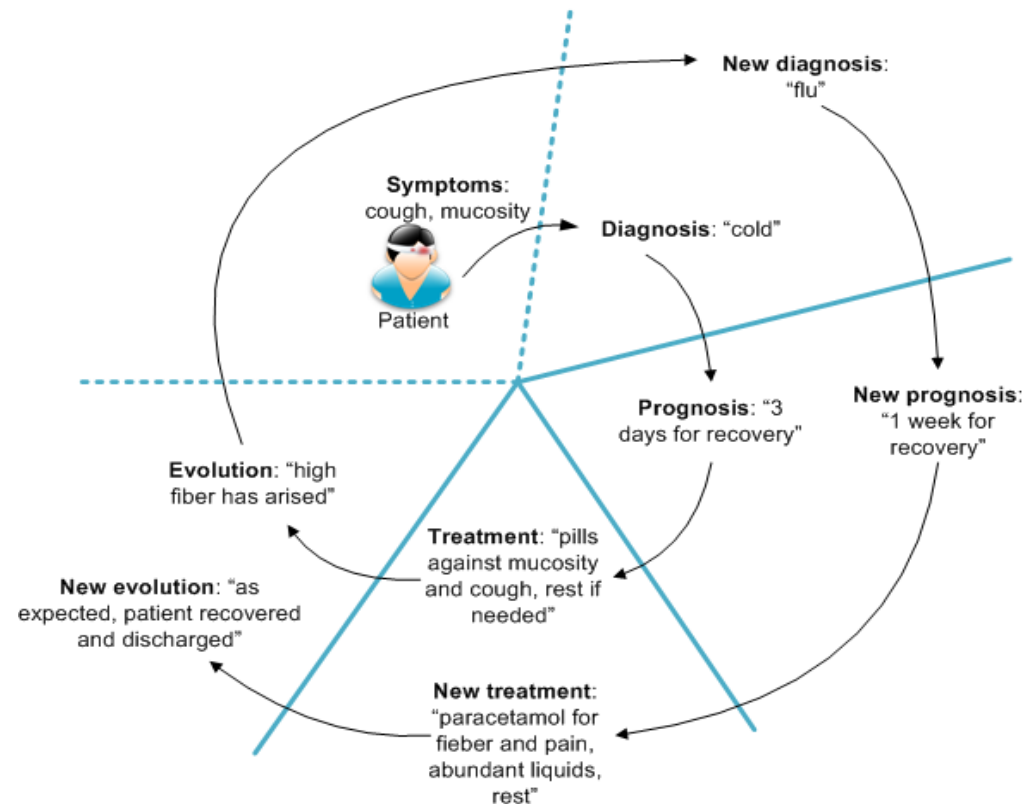 New diagnosis:
“flu”
Symptoms:
cough, mucosity
Patient
Diagnosis: “cold”
Prognosis: “3
days for recovery”
New prognosis:
“1 week for
recovery”
Evolution: “high
fiber has arised”
Treatment: “pills
against mucosity
and cough, rest if
needed”
New evolution: “as
expected, patient recovered
and discharged”
New treatment:
“paracetamol for
fieber and pain,
abundant liquids,
rest”